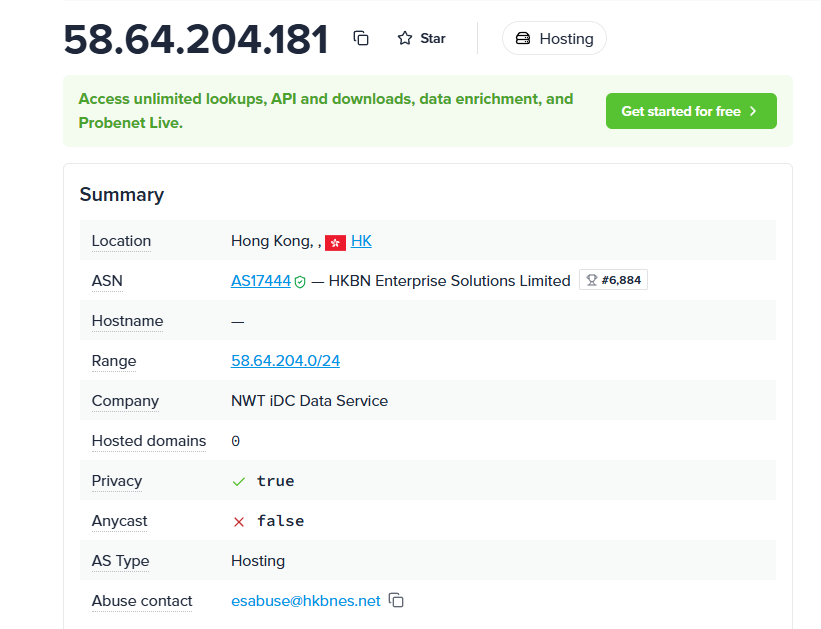 58.64.204.181 Star Hosting
Access unlimited lookups, API and downloads, data enrichment, and
Probenet Live.
Get started for free
Summary
Location Hong Kong, , HK
ASN AS17444 — HKBN Enterprise Solutions Limited #6,884
Hostname —
Range 58.64.204.0/24
Company NWT iDC Data Service
Hosted domains 0
Privacy true
Anycast false
AS Type Hosting
Abuse contact esabuse@hkbnes.net